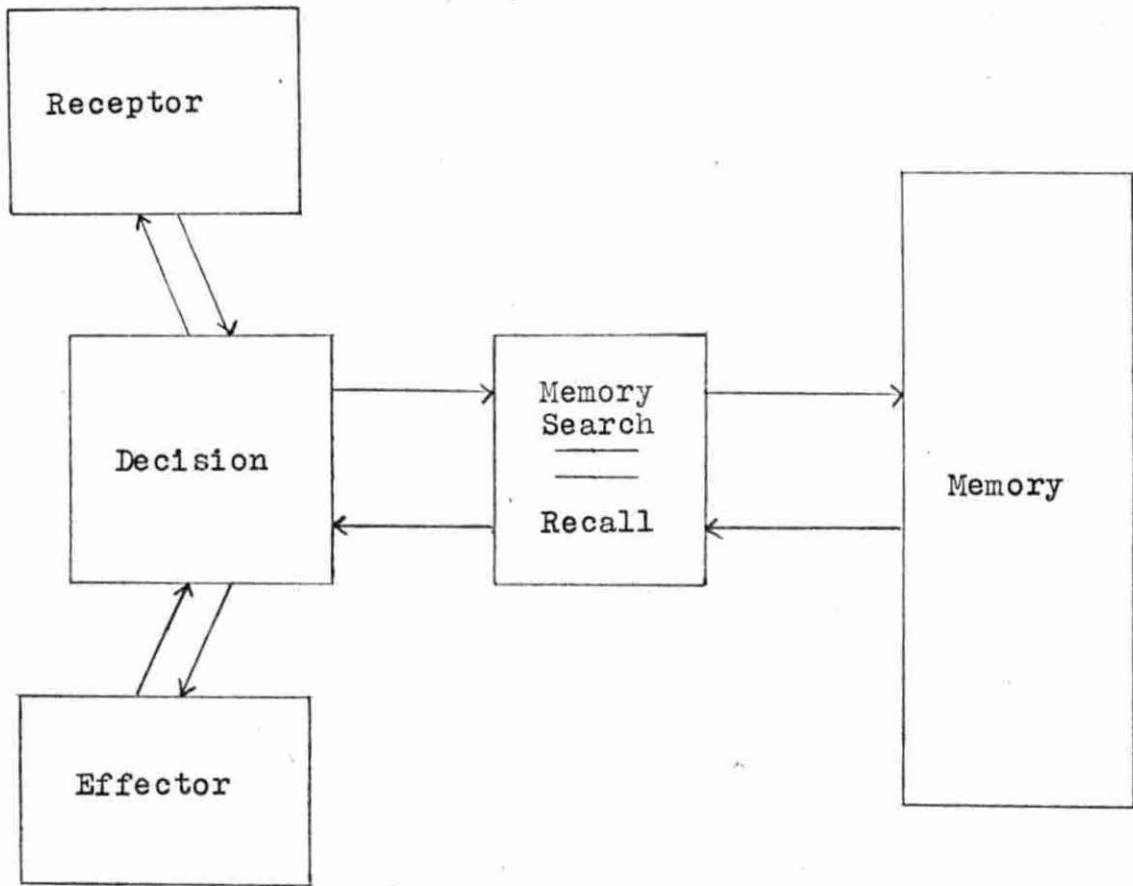 Receptor
Decision
Memory
Search
Recall
Memory
Effector